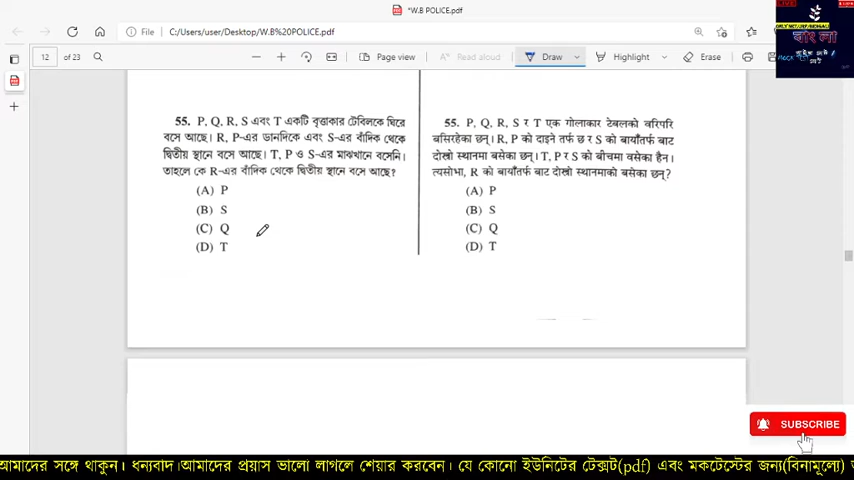 *W.B POLICE.pdf
File
C:/Users/user/Desktop/W.B%20POLICE.pdf
12 of 23
Page view
Read aloud
Draw
Highlight
Erase
LIVE
বাং লা
55. P, Q, R, S এবং T একটি বৃত্তাকার টেবিলকে ঘিরে
বসে আছে। R, P-এর ডানদিকে এবং S-এর বাঁদিক থেকে
দ্বিতীয় স্থানে বসে আছে। T, P ও S-এর মাঝখানে বসেনি।
তাহলে কে R-এর বাঁদিক থেকে দ্বিতীয় স্থানে বসে আছে?
(A) P
(B) S
(C) Q
(D) T
55. P, Q, R, S र T एक गोलाकार टेबलको वरिपरि
बसिरहेका छन्। R, P को दाइने तर्फ छ र S को बायाँतर्फ बाट
दोस्रो स्थानमा बसेका छन्। T, P र S को बीचमा बसेका हैन।
त्यसोभा, R को बायाँतर्फ बाट दोस्रो स्थानमाको बसेका छन्?
(A) P
(B) S
(C) Q
(D) T
SUBSCRIBE
আমাদের সঙ্গে থাকুন। ধন্যবাদ।আমাদের প্রয়াস ভালো লাগলে শেয়ার করবেন। যে কোনো ইউনিটের টেক্সট(pdf) এবং মকটেস্টের জন্য(বিনামূল্যে)